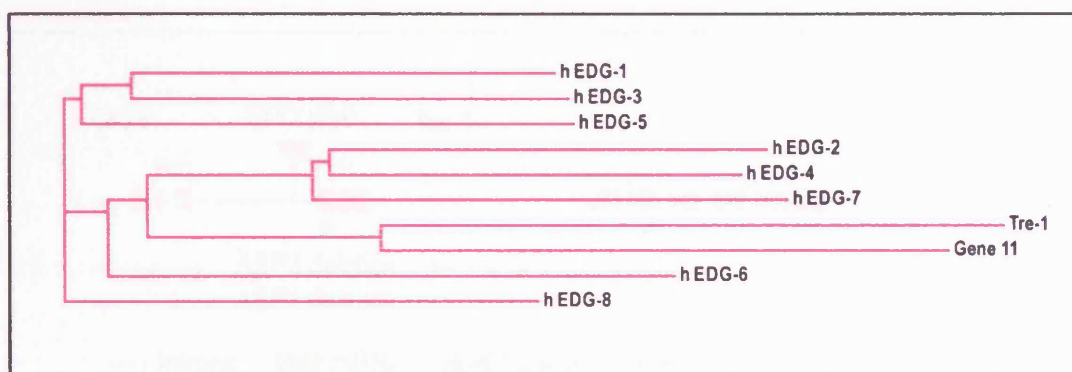 h EDG-1
h EDG-3
h EDG-5
h EDG-2
h EDG-4
h EDG-7
Tre-1
Gene 11
h EDG-6
h EDG-8